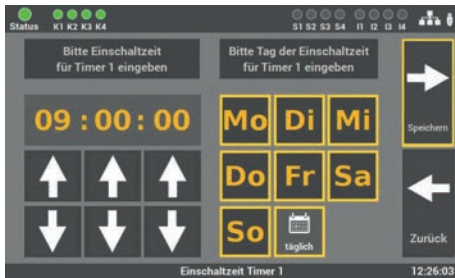 Status K1 K2 K3 K4 S1 S2 S3 S4 I1 I2 I3 I4
Bitte Einschaltzeit
für Timer 1 eingeben
Bitte Tag der Einschaltzeit
für Timer 1 eingeben
Speichern
09 : 00 : 00
Mo Di Mi
Do Fr Sa
So täglich
Zurück
Einschaltzeit Timer 1 12:26:03